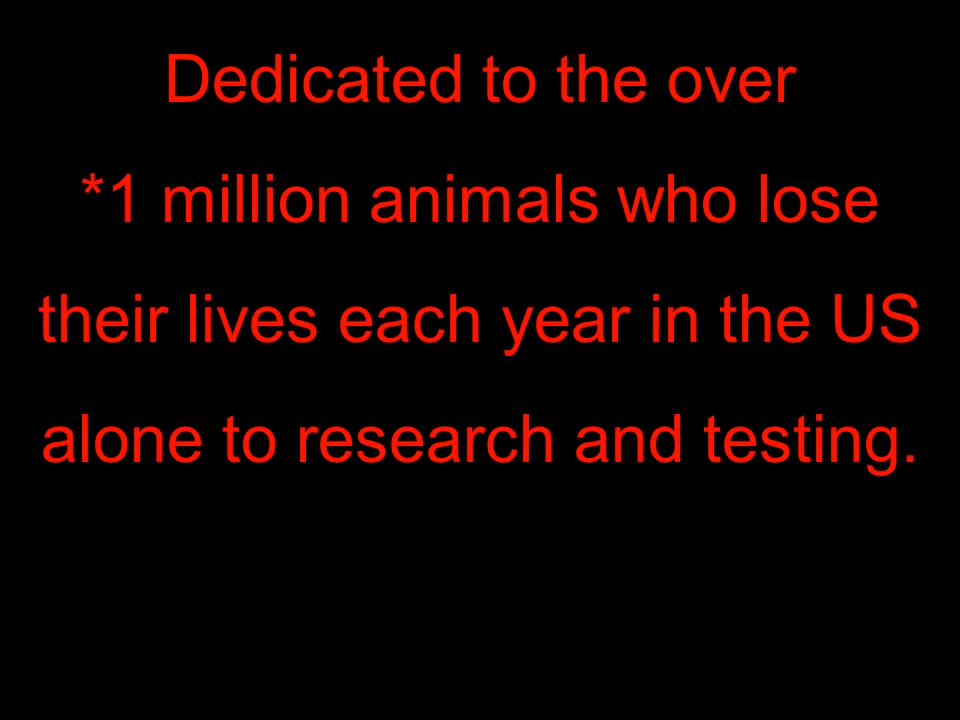 Dedicated to the over
*1 million animals who lose
their lives each year in the US
alone to research and testing.